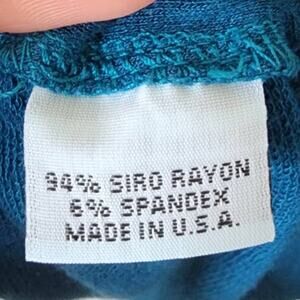 94% SIRO RAYON
6% SPANDEX
MADE IN U.S.A.